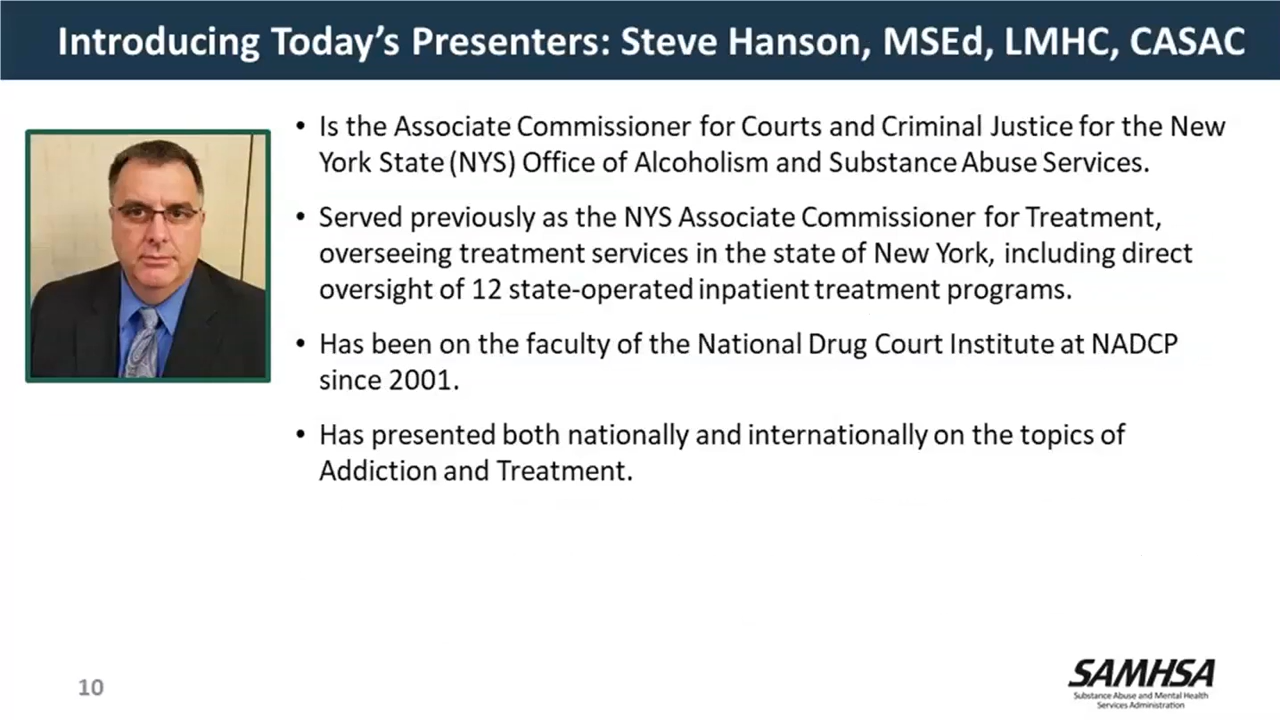 Introducing Today's Presenters: Steve Hanson, MSEd, LMHC, CASAC
• Is the Associate Commissioner for Courts and Criminal Justice for the New
York State (NYS) Office of Alcoholism and Substance Abuse Services.
• Served previously as the NYS Associate Commissioner for Treatment,
overseeing treatment services in the state of New York, including direct
oversight of 12 state-operated inpatient treatment programs.
• Has been on the faculty of the National Drug Court Institute at NADCP
since 2001.
• Has presented both nationally and internationally on the topics of
Addiction and Treatment.
10
SAMHSA
Substance Abuse and Mental Health
Services Administration